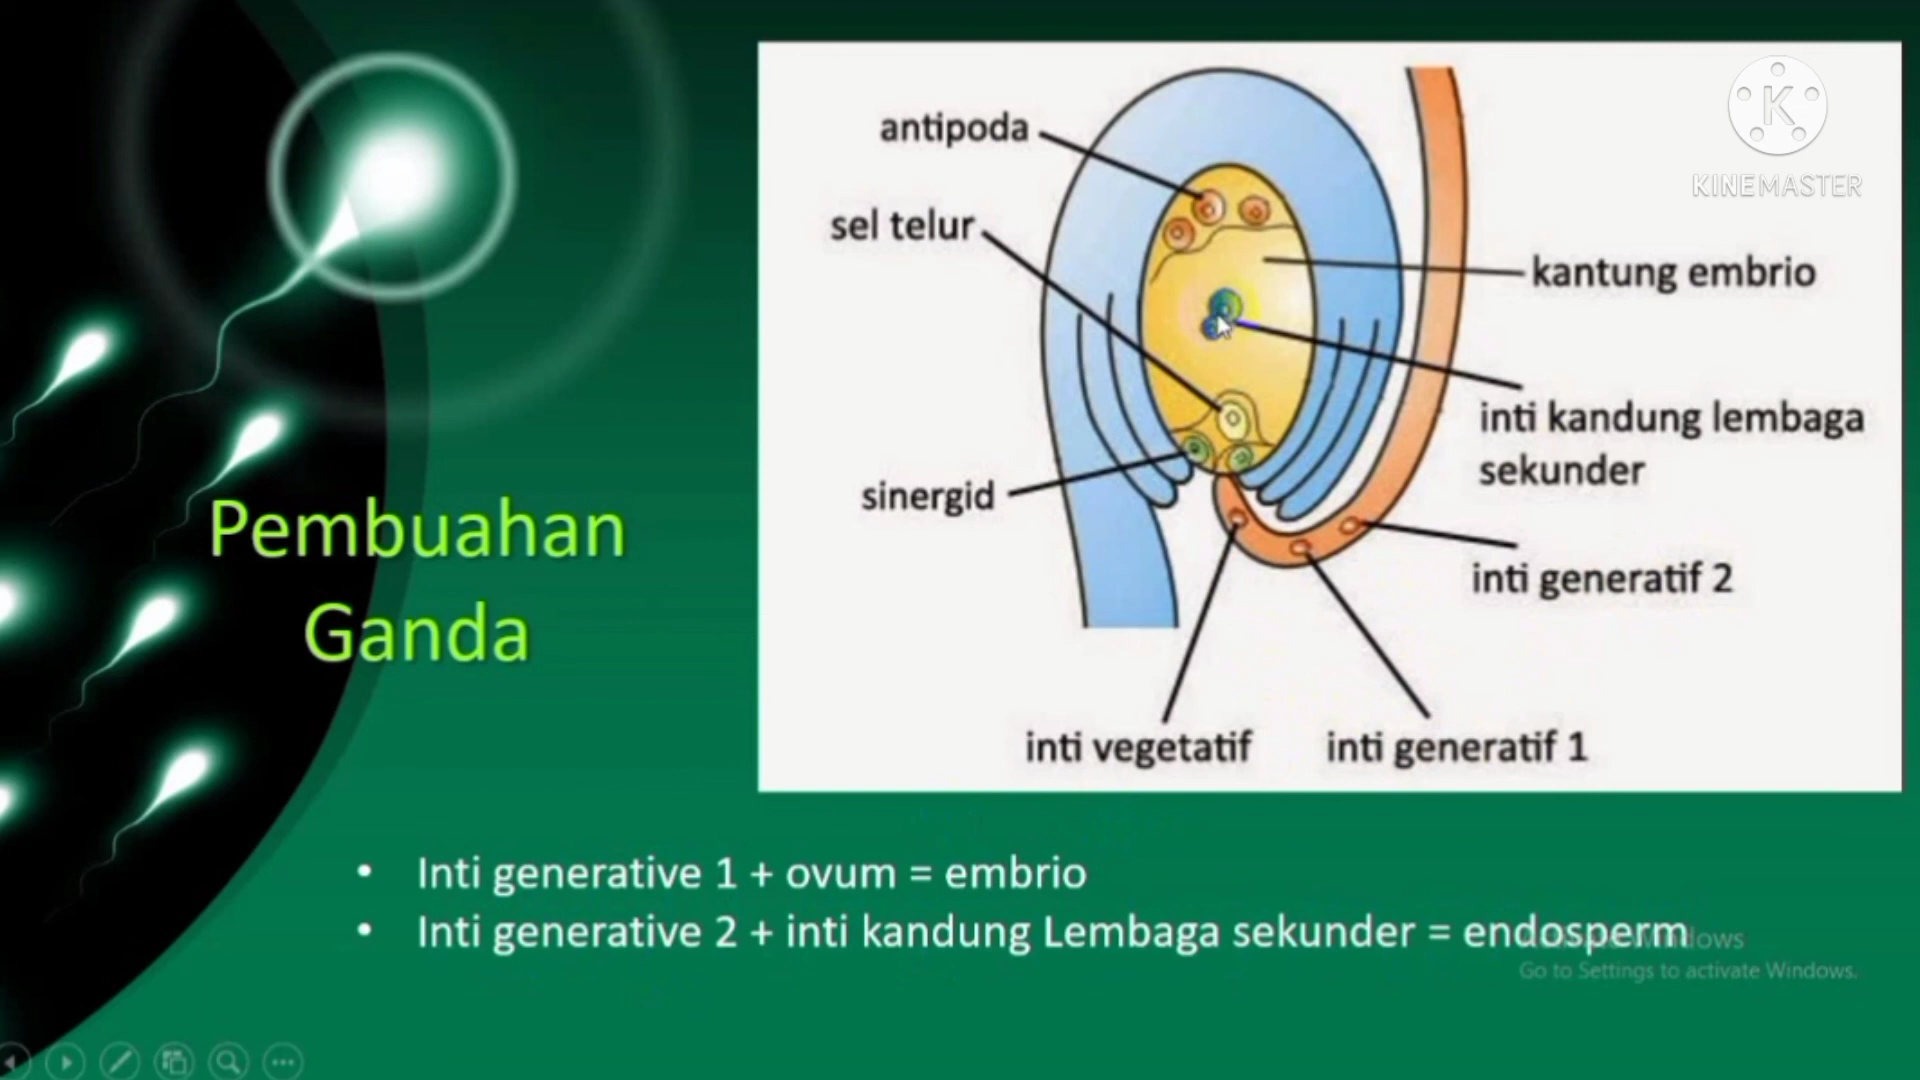 K
KINEMASTER
antipoda
sel telur
kantung embrio
inti kandung lembaga
sekunder
sinergid
inti generatif 2
inti vegetatif
inti generatif 1
Pembuahan
Ganda
• Inti generative 1 + ovum = embrio
• Inti generative 2 + inti kandung Lembaga sekunder = endosperm
Windows
Go to Settings to activate Windows.